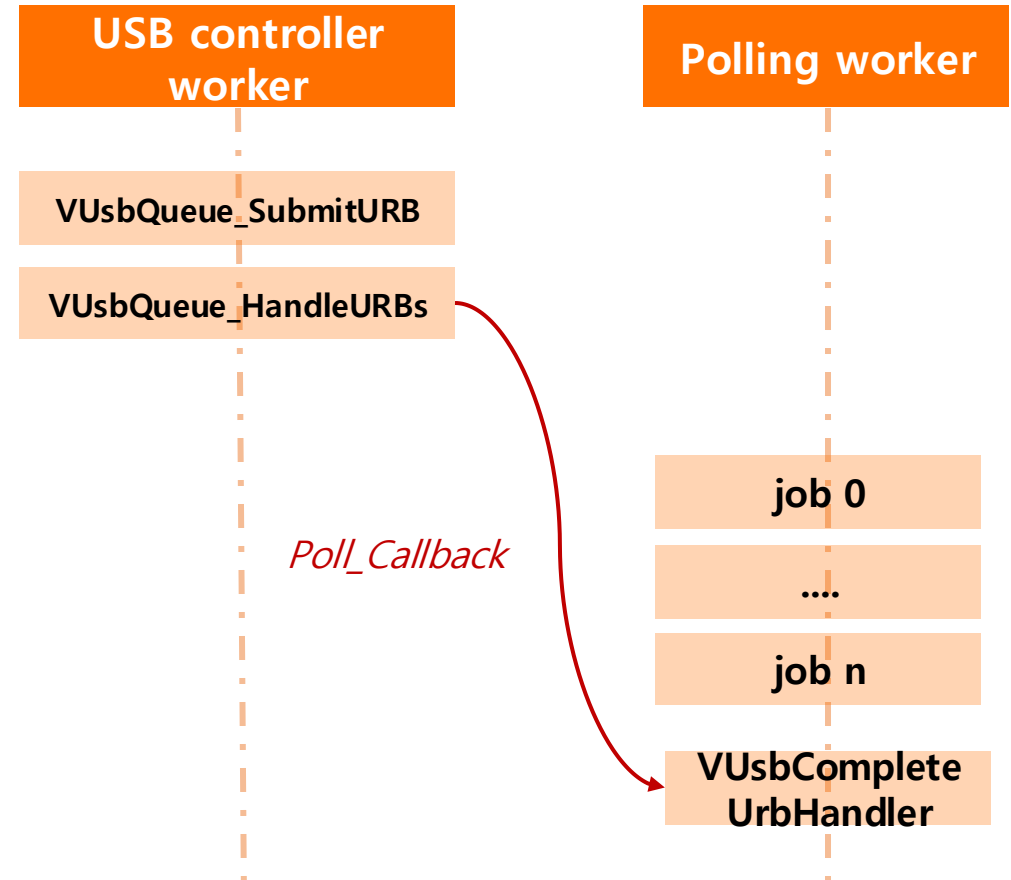 USB controller
worker
Polling worker
VUsbQueue_SubmitURB
VUsbQueue_HandleURBs
job 0
Poll_Callback
....
job n
VUsbComplete
UrbHandler